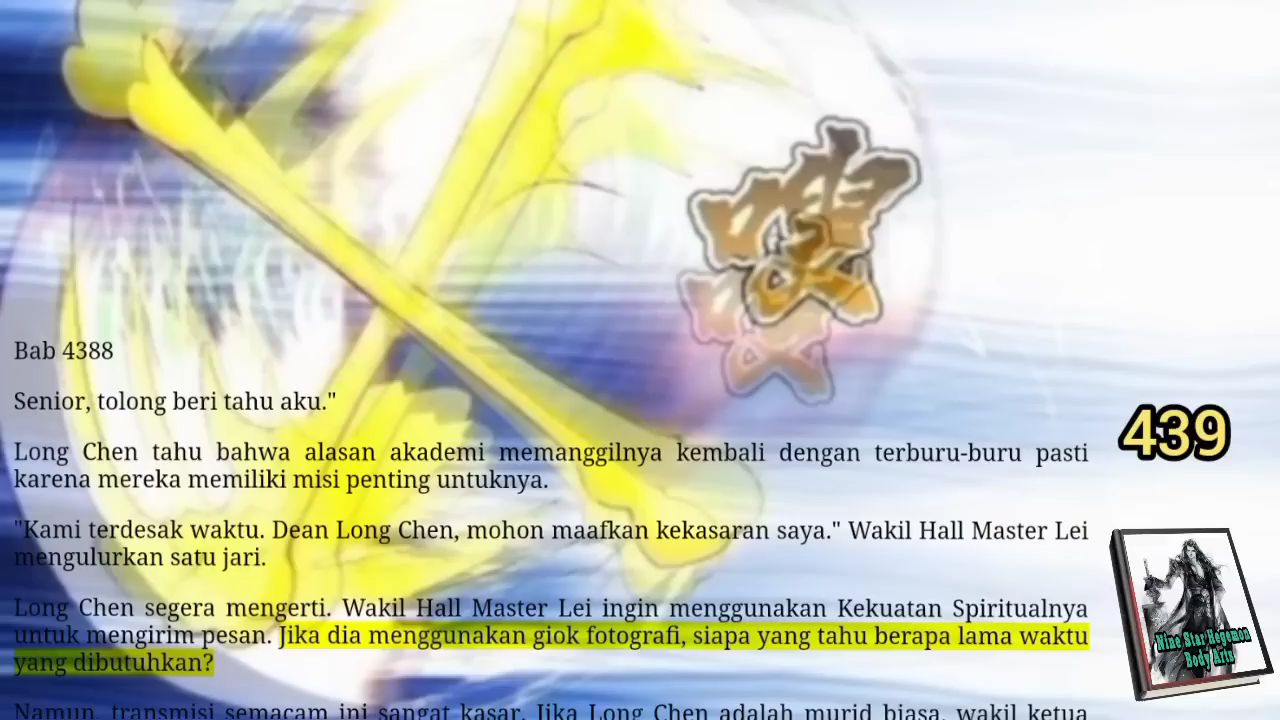 Bab 4388
Senior, tolong beri tahu aku."
Long Chen tahu bahwa alasan akademi memanggilnya kembali dengan terburu-buru pasti
karena mereka memiliki misi penting untuknya.
"Kami terdesak waktu. Dean Long Chen, mohon maafkan kekasaran saya." Wakil Hall Master Lei
mengulurkan satu jari.
Long Chen segera mengerti. Wakil Hall Master Lei ingin menggunakan Kekuatan Spiritualnya
untuk mengirim pesan. Jika dia menggunakan giok fotografi, siapa yang tahu berapa lama waktu
yang dibutuhkan?
Namun, transmisi semacam ini sangat kasar. Jika Long Chen adalah murid biasa, wakil ketua
439
Nine Star Hegemon
Body Arts